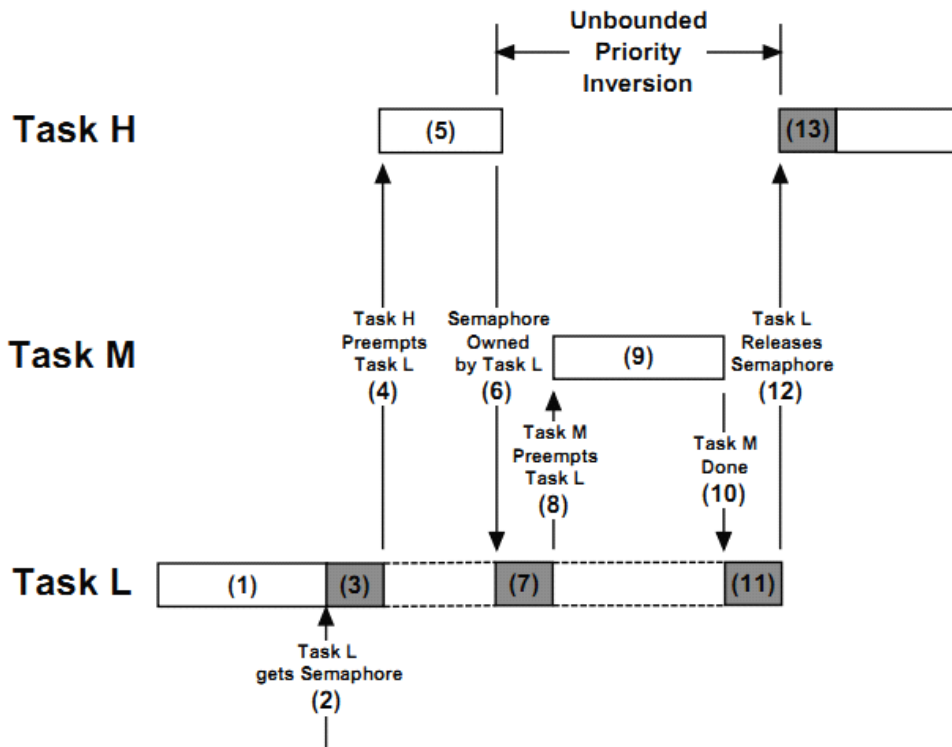 Unbounded
Priority
Inversion
Task H
(5)
(13)
Task H
Preempts
Task L
(4)
Semaphore
Owned
by Task L
(6)
Task L
Releases
Semaphore
(12)
Task M
(9)
Task M
Preempts
Task L
(8)
Task M
Done
(10)
Task L
(1)
(3)
(7)
(11)
Task L
gets Semaphore
(2)